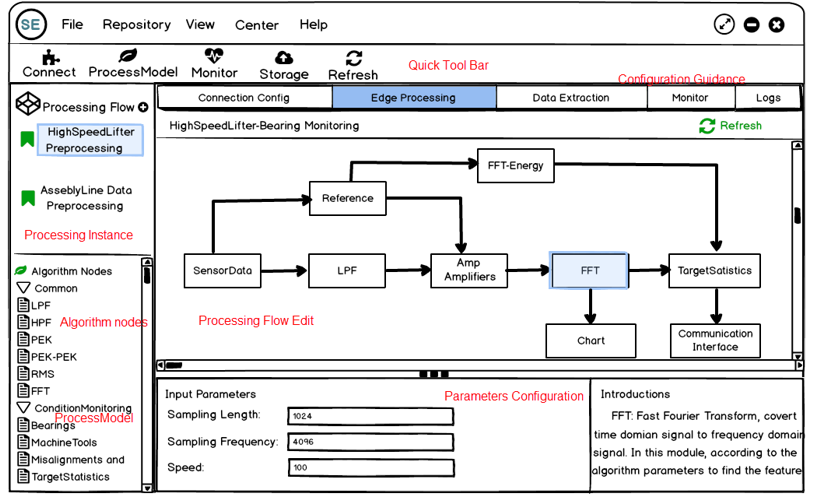 SE File Repository View Center Help
Connect ProcessModel Monitor Storage Refresh
Quick Tool Bar
Configuration Guidance
Processing Flow
HighSpeedLifter
Preprocessing
AsseblyLine Data
Preprocessing
Processing Instance
Algorithm Nodes
Common
LPF
HPF
Algorithm nodes
PEK
PEK-PEK
RMS
FFT
ConditionMonitoring
ProcessModel
Bearings
MachineTools
Misalignments and
TargetStatistics
Connection Config Edge Processing Data Extraction Monitor Logs
HighSpeedLifter-Bearing Monitoring Refresh
FFT-Energy
Reference
SensorData LPF Amp
Amplifiers FFT TargetSatistics
Chart Communication
Interface
Processing Flow Edit
Input Parameters
Parameters Configuration
Sampling Length: 1024
Sampling Frequency: 4096
Speed: 100
Introductions
FFT: Fast Fourier Transform, covert
time domian signal to frequency domain
signal. In this module, according to the
algorithm parameters to find the feature